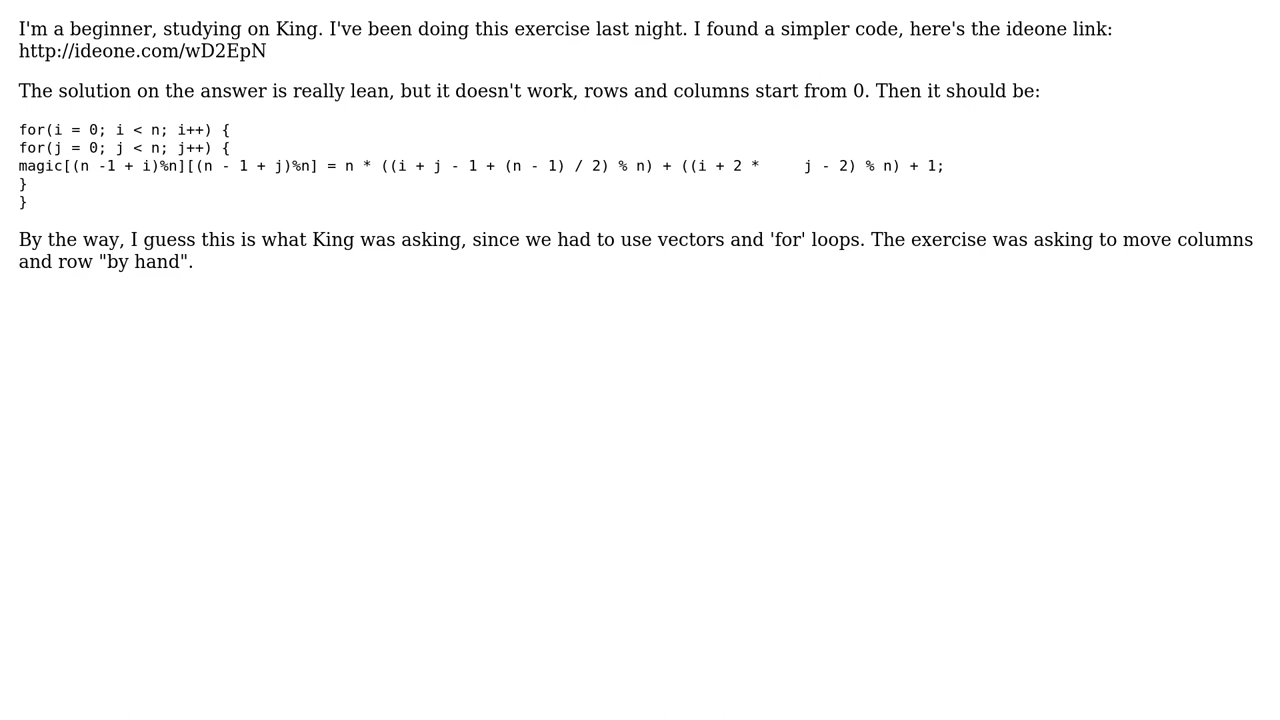 I'm a beginner, studying on King. I've been doing this exercise last night. I found a simpler code, here's the ideone link:
http://ideone.com/wD2EpN
The solution on the answer is really lean, but it doesn't work, rows and columns start from 0. Then it should be:
for(i = 0; i < n; i++) {
for(j = 0; j < n; j++) {
magic[(n -1 + i)%n][(n - 1 + j)%n] = n * ((i + j - 1 + (n - 1) / 2) % n) + ((i + 2 *     j - 2) % n) + 1;
}
}
By the way, I guess this is what King was asking, since we had to use vectors and 'for' loops. The exercise was asking to move columns
and row "by hand".